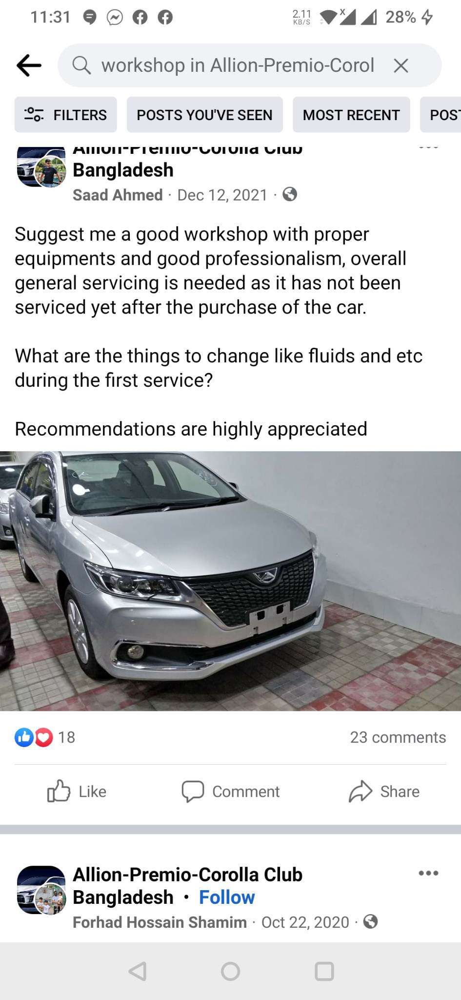 11:31
2.11
KB/S
x
28%
workshop in Allion-Premio-Corol
FILTERS
POSTS YOU'VE SEEN
MOST RECENT
POST
Allion-Premio-Corolla Club
Bangladesh
Saad Ahmed · Dec 12, 2021 ·
Suggest me a good workshop with proper
equipments and good professionalism, overall
general servicing is needed as it has not been
serviced yet after the purchase of the car.
What are the things to change like fluids and etc
during the first service?
Recommendations are highly appreciated
18
23 comments
Like
Comment
Share
Allion-Premio-Corolla Club
Bangladesh • Follow
Forhad Hossain Shamim · Oct 22, 2020 ·